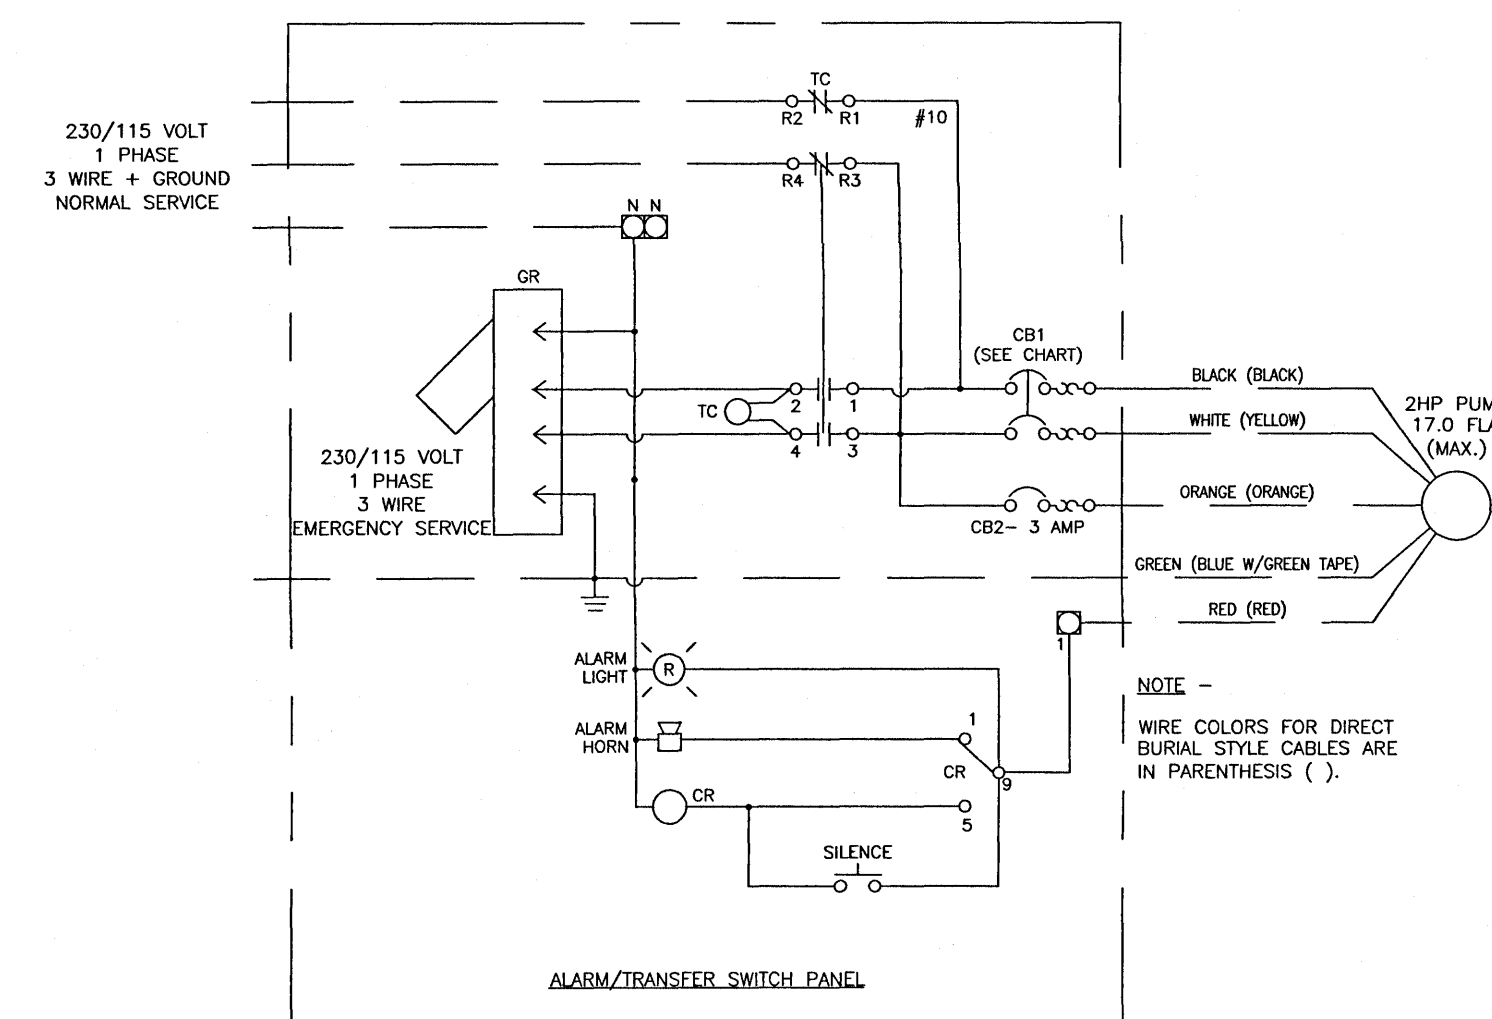 TC
R2
R1
#10
230/115 VOLT
1 PHASE
3 WIRE + GROUND
NORMAL SERVICE
R4
R3
N N
GR
CB1
(SEE CHART)
BLACK (BLACK)
2
1
TC
WHITE (YELLOW)
17.0
(MAX.)
2HP
4
3
230/115 VOLT
1 PHASE
3 WIRE
EMERGENCY SERVICE
ORANGE (ORANGE)
CB2- 3 AMP
GREEN (BLUE W/GREEN TAPE)
RED (RED)
1
ALARM
LIGHT
R
NOTE -
WIRE COLORS FOR DIRECT
BURIAL STYLE CABLES ARE
IN PARENTHESIS ( ).
ALARM
HORN
1
CR
9
CR
5
SILENCE
ALARM/TRANSFER SWITCH PANEL